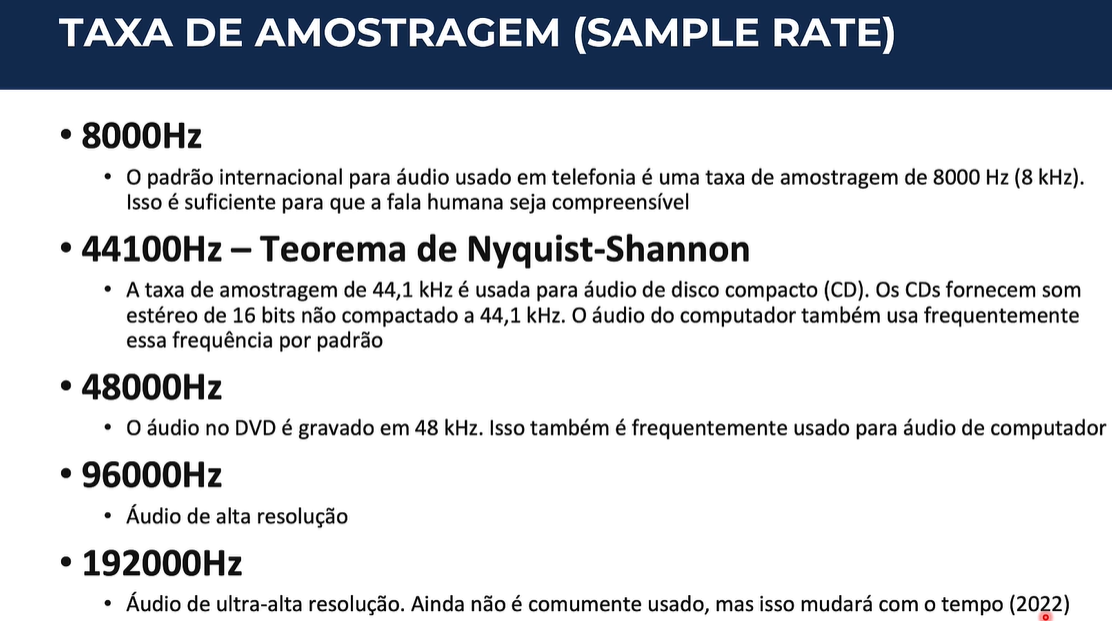 TAXA DE AMOSTRAGEM (SAMPLE RATE)
• 8000Hz
• O padrão internacional para áudio usado em telefonia é uma taxa de amostragem de 8000 Hz (8 kHz).
Isso é suficiente para que a fala humana seja compreensível
• 44100Hz – Teorema de Nyquist-Shannon
• A taxa de amostragem de 44,1 kHz é usada para áudio de disco compacto (CD). Os CDs fornecem som
estéreo de 16 bits não compactado a 44,1 kHz. O áudio do computador também usa frequentemente
essa frequência por padrão
• 48000Hz
• O áudio no DVD é gravado em 48 kHz. Isso também é frequentemente usado para áudio de computador
• 96000Hz
• Áudio de alta resolução
• 192000Hz
• Áudio de ultra-alta resolução. Ainda não é comumente usado, mas isso mudará com o tempo (2022)